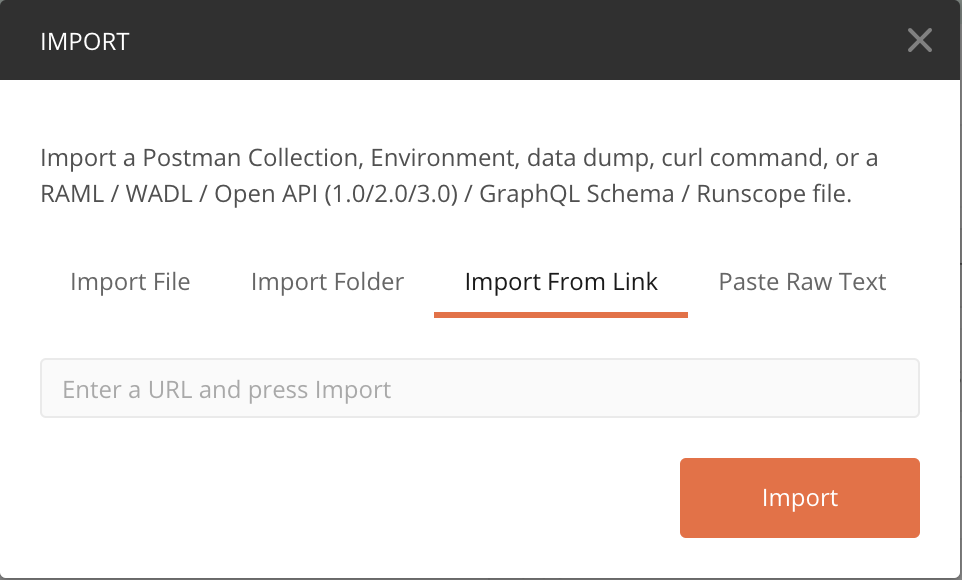 IMPORT
Import a Postman Collection, Environment, data dump, curl command, or a
RAML / WADL / Open API (1.0/2.0/3.0) / GraphQL Schema / Runscope file.
Import File Import Folder Import From Link Paste Raw Text
Enter a URL and press Import
Import